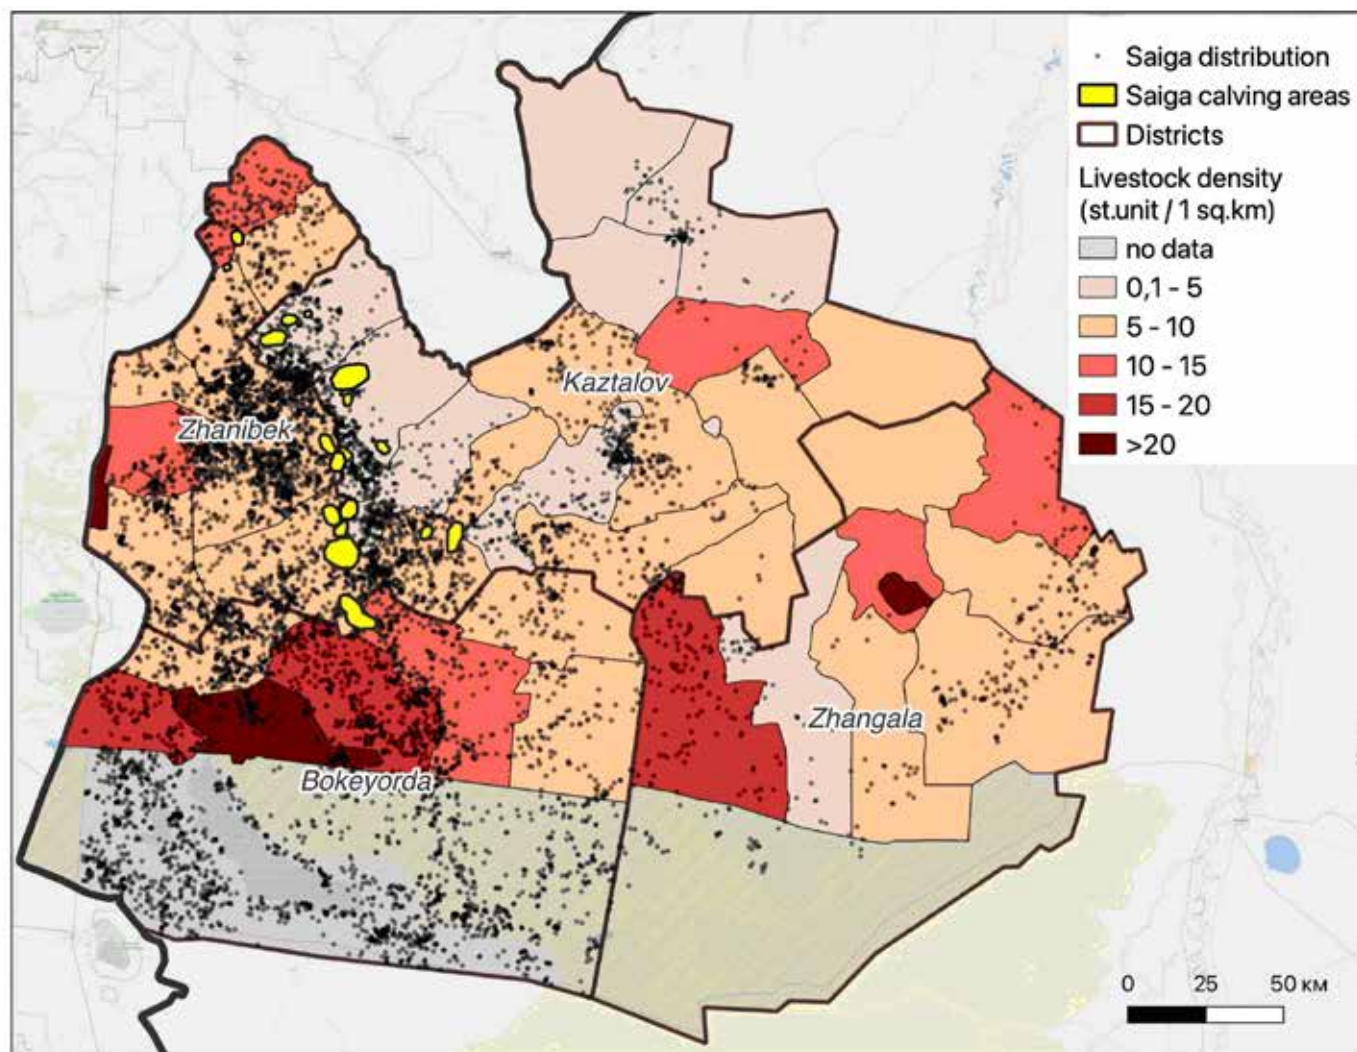 Saiga distribution
Saiga calving areas
Districts
Livestock density
(st.unit / 1 sq.km)
no data
0,1 - 5
5 - 10
10 - 15
15 - 20
>20
Kaztalov
Zhanibek
Zhangala
Bokeyorda
0 25 50 км